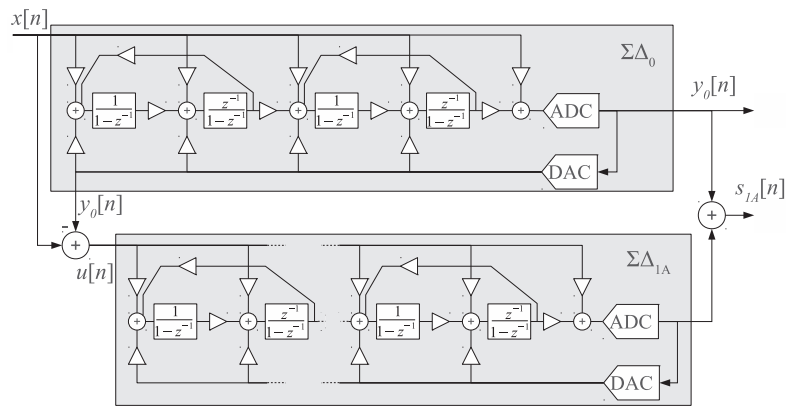 x[n]
ΣΔ₀
1/(1−z⁻¹) z⁻¹/(1−z⁻¹) 1/(1−z⁻¹) z⁻¹/(1−z⁻¹)
+ + + + +
ADC
y₀[n]
DAC
y₀[n]
-
+
u[n]
+
s₁A[n]
ΣΔ₁A
1/(1−z⁻¹) z⁻¹/(1−z⁻¹) 1/(1−z⁻¹) z⁻¹/(1−z⁻¹)
+ + + + +
ADC
DAC